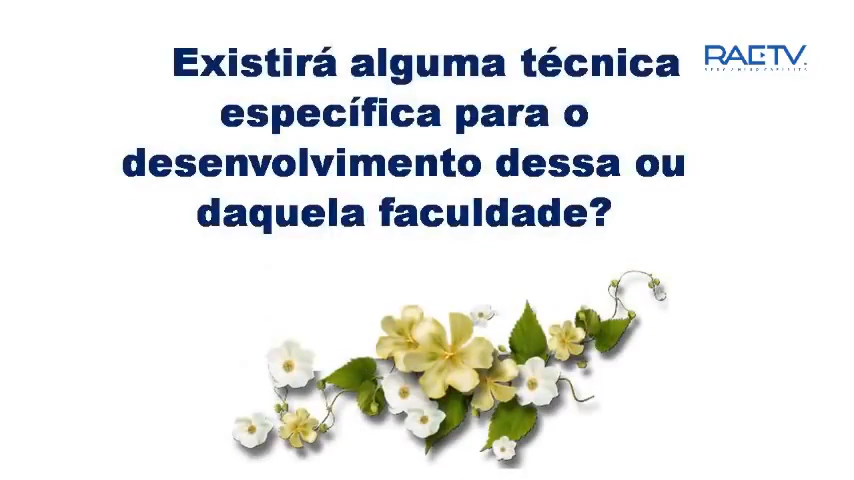 Existirá alguma técnica
específica para o
desenvolvimento dessa ou
daquela faculdade?
RAETV.